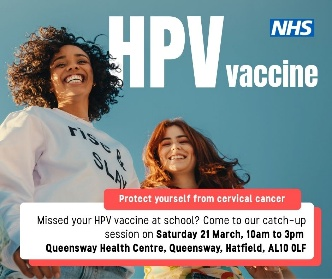 HPV
NHS
vaccine
rise &
SLAY
Protect yourself from cervical cancer
Missed your HPV vaccine at school? Come to our catch-up
session on Saturday 21 March, 10am to 3pm
Queensway Health Centre, Queensway, Hatfield, AL10 0LF